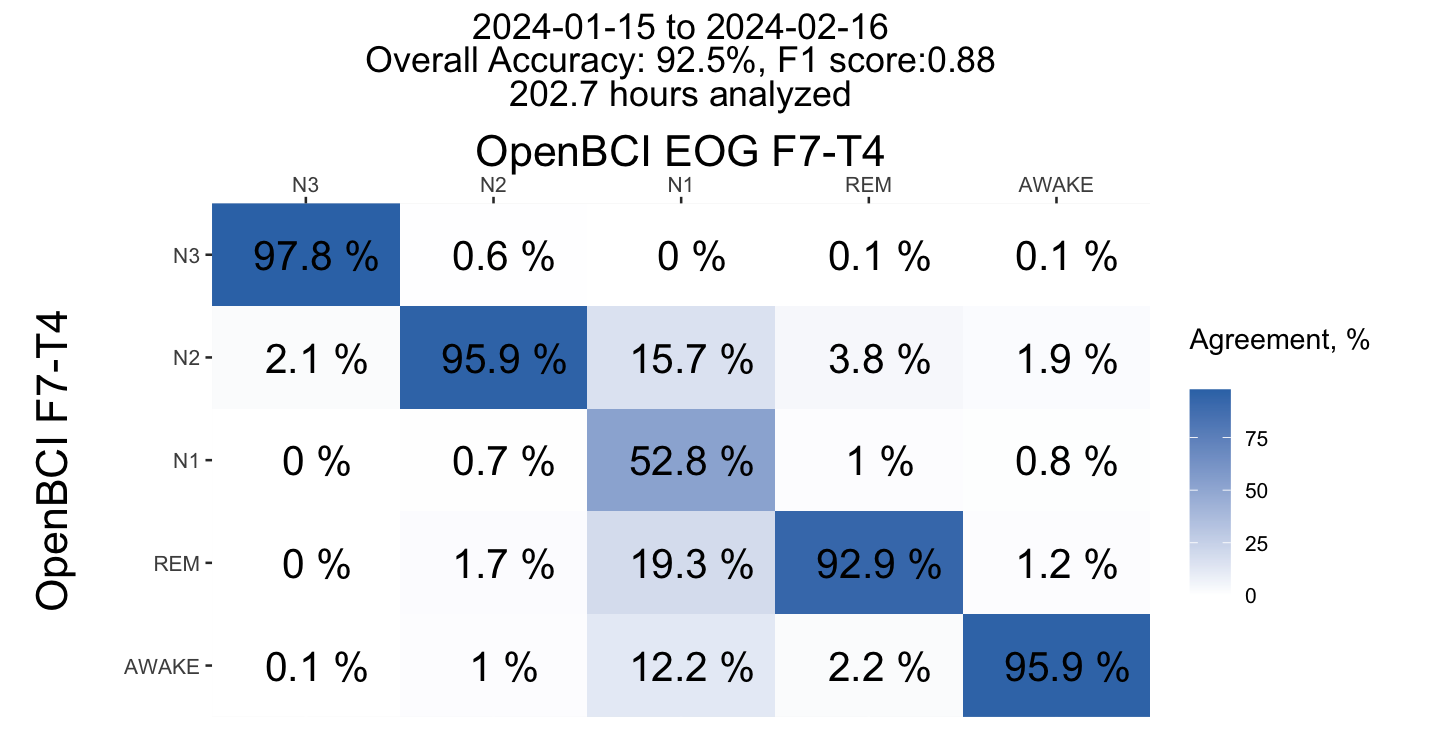 2024-01-15 to 2024-02-16
Overall Accuracy: 92.5%, F1 score:0.88
202.7 hours analyzed
OpenBCI EOG F7-T4
N3 N2 N1 REM AWAKE
N3 97.8 % 0.6 % 0 % 0.1 % 0.1 %
N2 2.1 % 95.9 % 15.7 % 3.8 % 1.9 %
N1 0 % 0.7 % 52.8 % 1 % 0.8 %
REM 0 % 1.7 % 19.3 % 92.9 % 1.2 %
AWAKE 0.1 % 1 % 12.2 % 2.2 % 95.9 %
OpenBCI F7-T4
Agreement, %
75
50
25
0